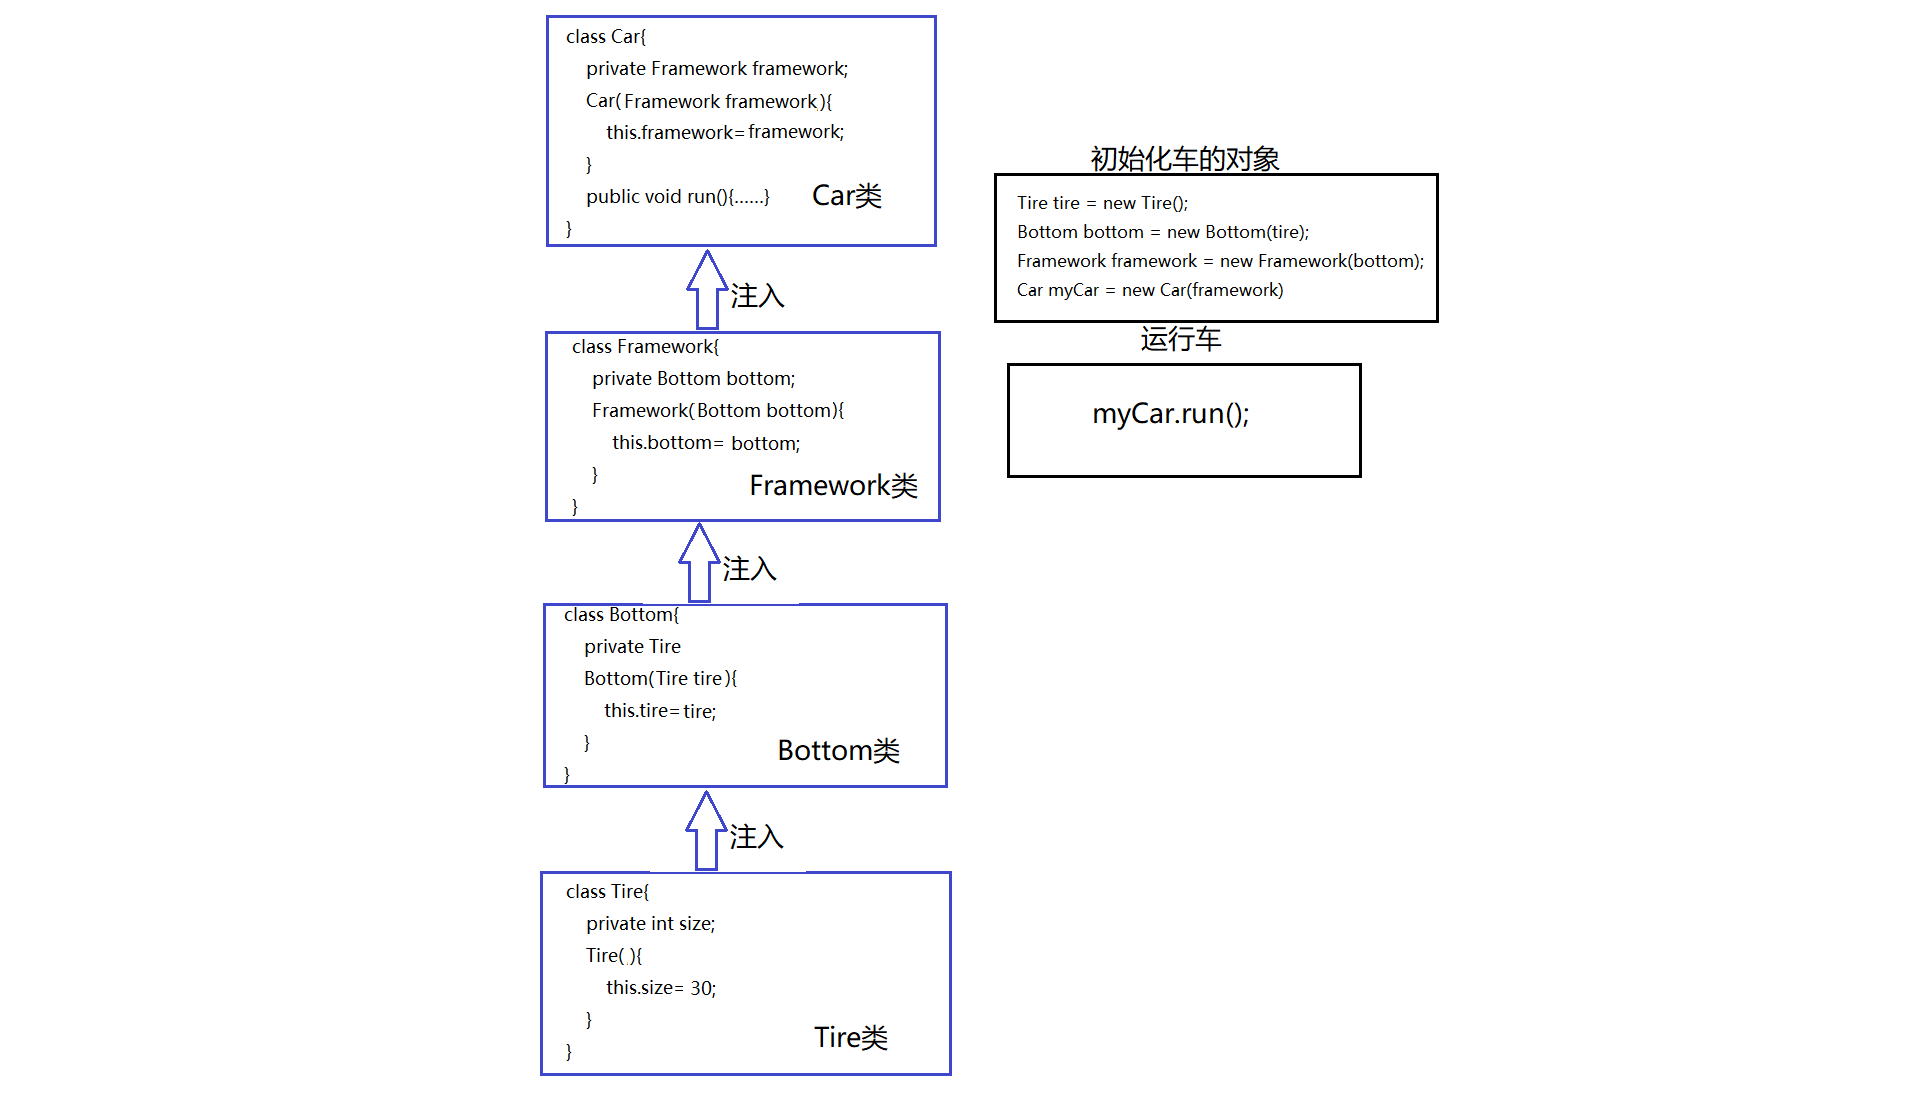 class Car{
private Framework framework;
Car(Framework framework){
this.framework=framework;
}
public void run(){......}
Car类
}
注入
class Framework{
private Bottom bottom;
Framework(Bottom bottom){
this.bottom= bottom;
}
Framework类
}
注入
class Bottom{
private Tire
Bottom(Tire tire){
this.tire=tire;
}
Bottom类
}
注入
class Tire{
private int size;
Tire(){
this.size= 30;
}
Tire类
}
初始化车的对象
Tire tire = new Tire();
Bottom bottom = new Bottom(tire);
Framework framework = new Framework(bottom);
Car myCar = new Car(framework)
运行车
myCar.run();